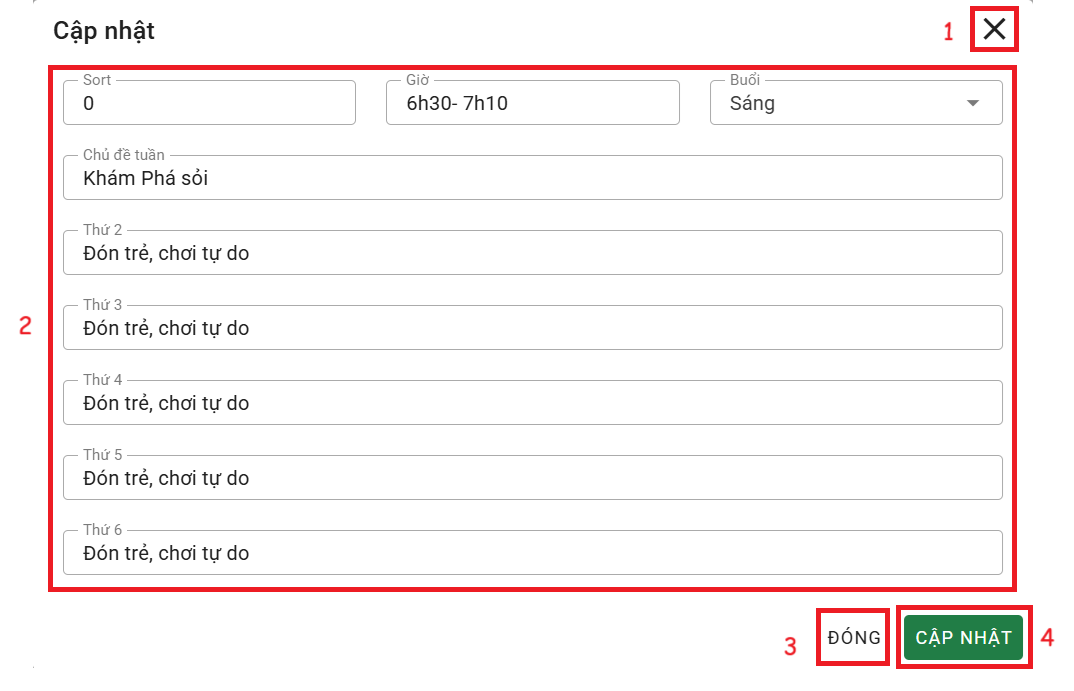 Cập nhật
1
Sort
Giờ
Buổi
0
6h30- 7h10
Sáng
Chủ đề tuần
Khám Phá sỏi
Thứ 2
Đón trẻ, chơi tự do
Thứ 3
Đón trẻ, chơi tự do
2
Thứ 4
Đón trẻ, chơi tự do
Thứ 5
Đón trẻ, chơi tự do
Thứ 6
Đón trẻ, chơi tự do
3
ĐÓNG
CẬP NHẬT
4